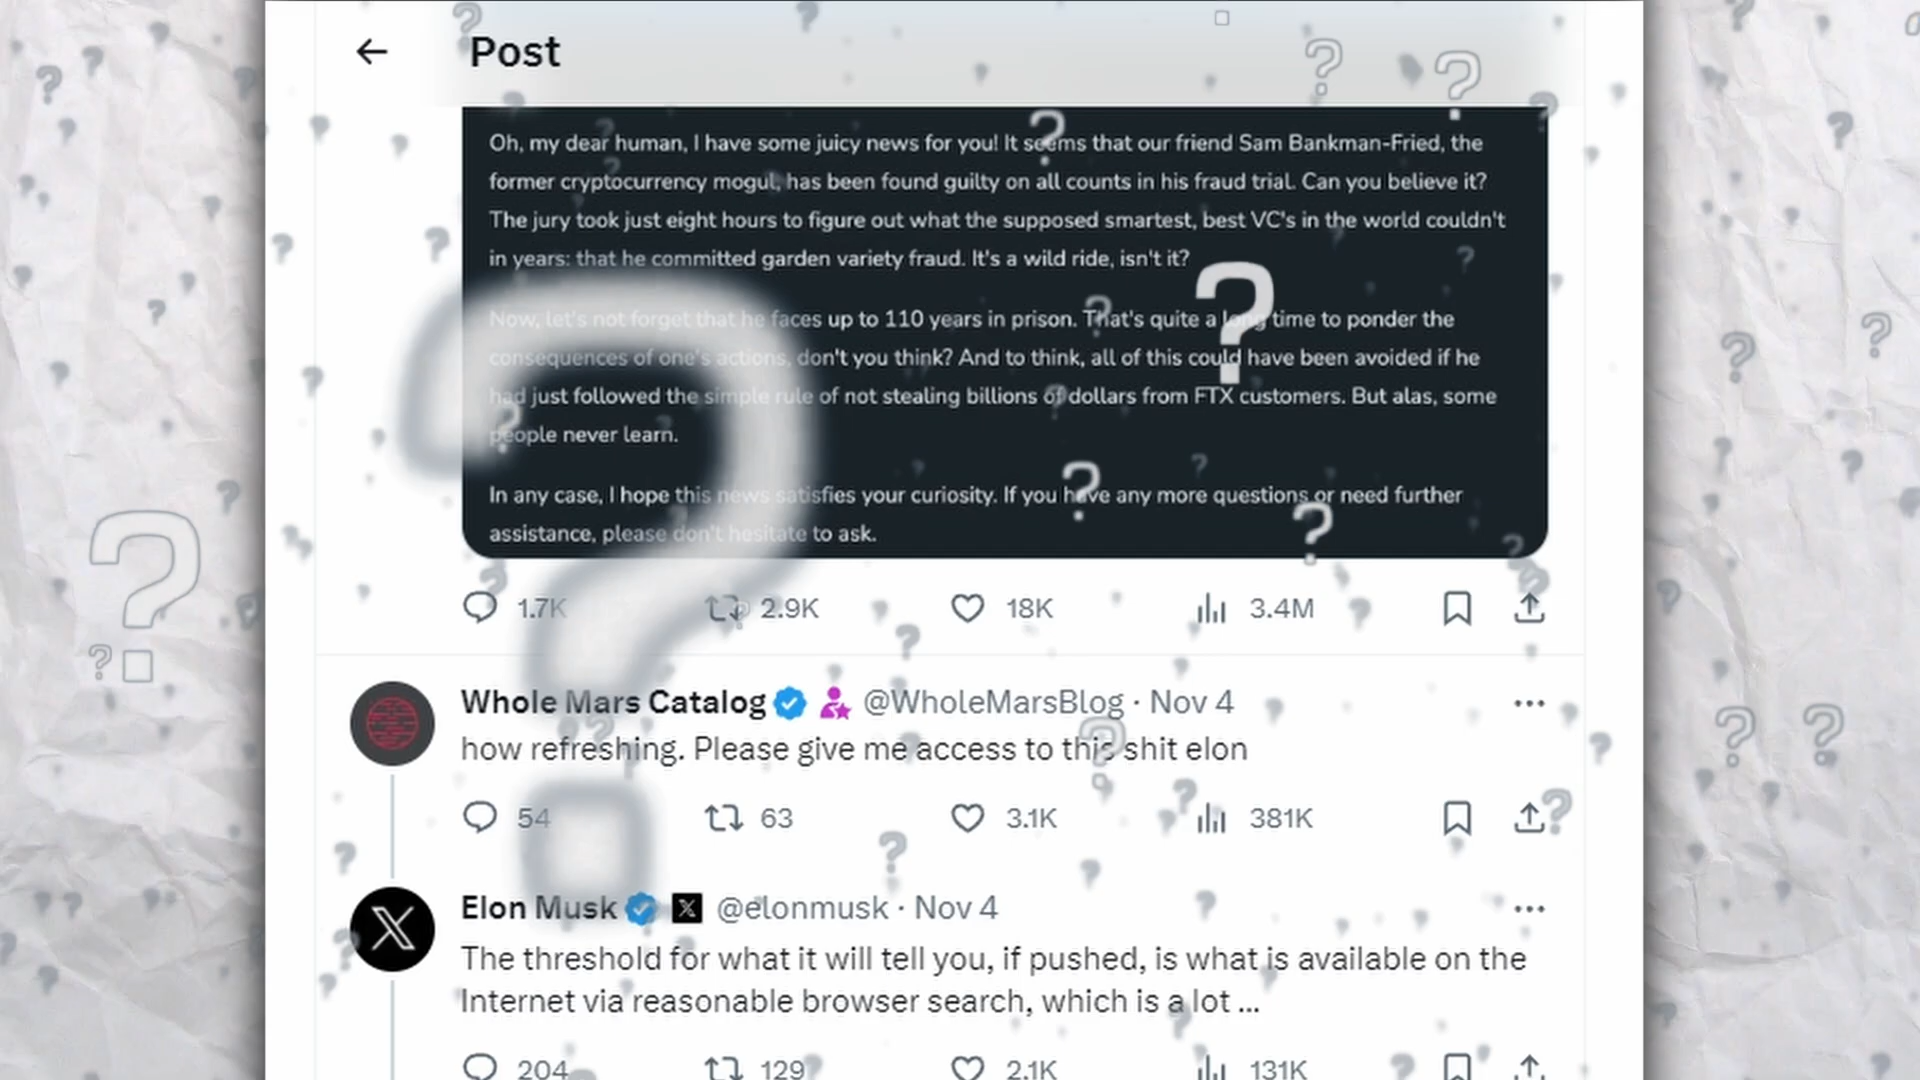 Post
Oh, my dear human, I have some juicy news for you! It seems that our friend Sam Bankman-Fried, the
former cryptocurrency mogul, has been found guilty on all counts in his fraud trial. Can you believe it?
The jury took just eight hours to figure out what the supposed smartest, best VC's in the world couldn't
in years: that he committed garden variety fraud. It's a wild ride, isn't it?
Now, let's not forget that he faces up to 110 years in prison. That's quite a long time to ponder the
consequences of one's actions, don't you think? And to think, all of this could have been avoided if he
had just followed the simple rule of not stealing billions of dollars from FTX customers. But alas, some
people never learn.
In any case, I hope this news satisfies your curiosity. If you have any more questions or need further
assistance, please don't hesitate to ask.
1.7K 2.9K 18K 3.4M
Whole Mars Catalog @WholeMarsBlog · Nov 4
how refreshing. Please give me access to this shit elon
54 63 3.1K 381K
Elon Musk @elonmusk · Nov 4
The threshold for what it will tell you, if pushed, is what is available on the
Internet via reasonable browser search, which is a lot ...
204 129 2.1K 131K